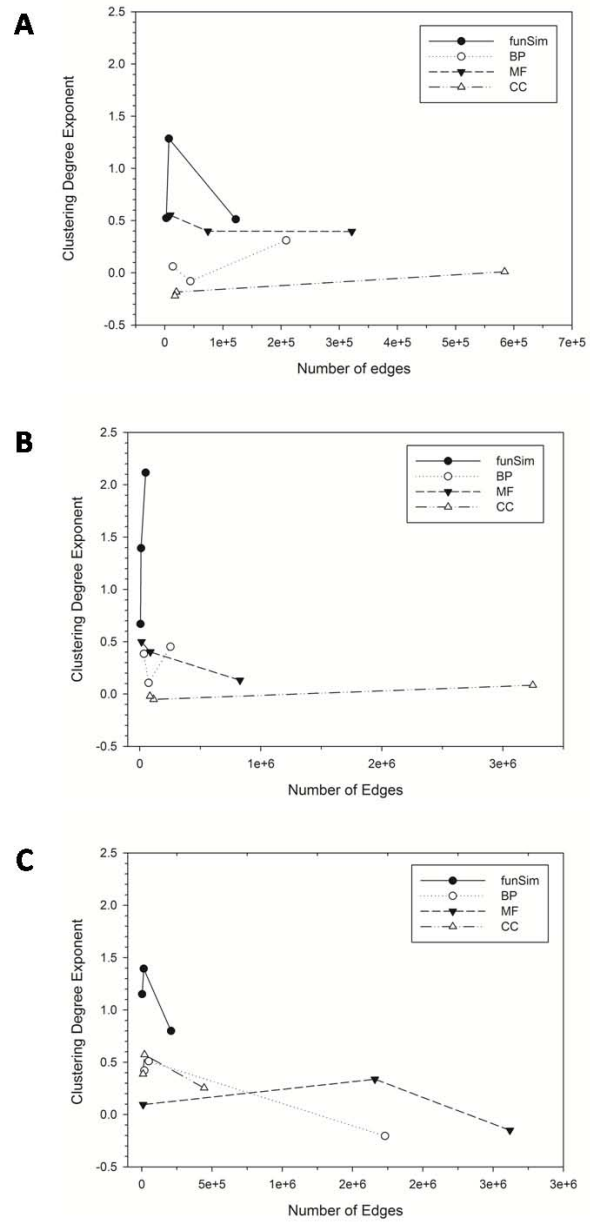 A
2.5
2.0
1.5
1.0
0.5
0.0
-0.5
Clustering Degree Exponent
funSim
BP
MF
CC
0 1e+5 2e+5 3e+5 4e+5 5e+5 6e+5 7e+5
Number of edges
B
2.5
2.0
1.5
1.0
0.5
0.0
-0.5
Clustering Degree Exponent
funSim
BP
MF
CC
0 1e+6 2e+6 3e+6
Number of Edges
C
2.5
2.0
1.5
1.0
0.5
0.0
-0.5
Clustering Degree Exponent
funSim
BP
MF
CC
0 5e+5 1e+6 2e+6 2e+6 3e+6 3e+6
Number of Edges